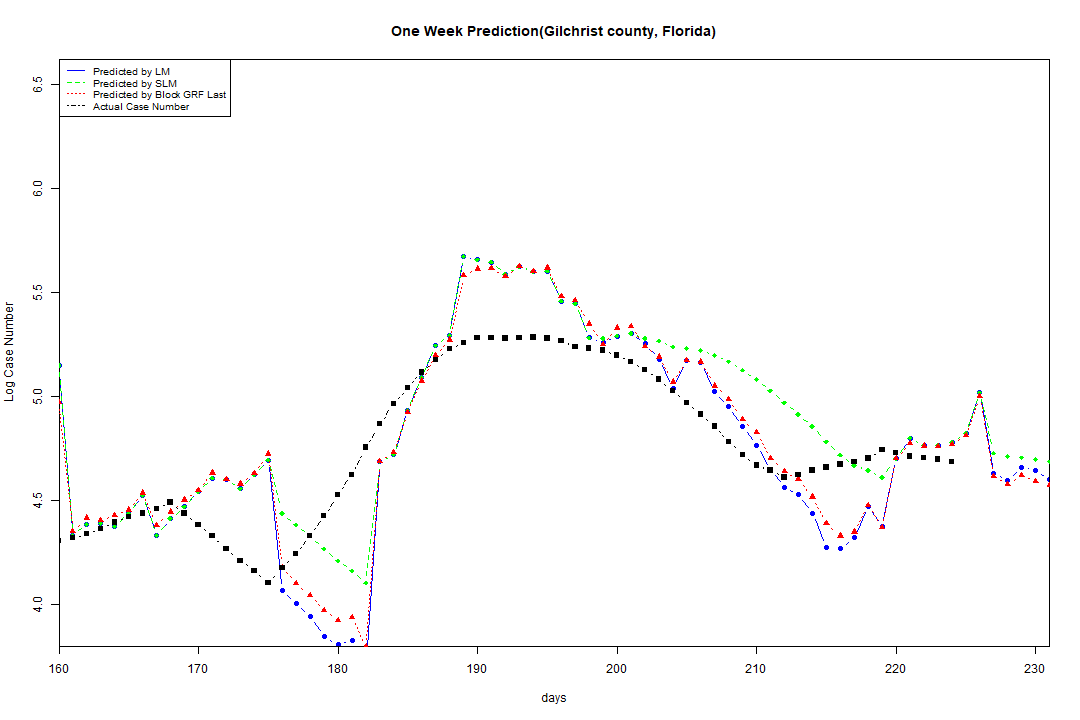 One Week Prediction(Gilchrist county, Florida)
Predicted by LM
Predicted by SLM
Predicted by Block GRF Last
Actual Case Number
6.5
6.0
5.5
5.0
4.5
4.0
Log Case Number
160 170 180 190 200 210 220 230
days